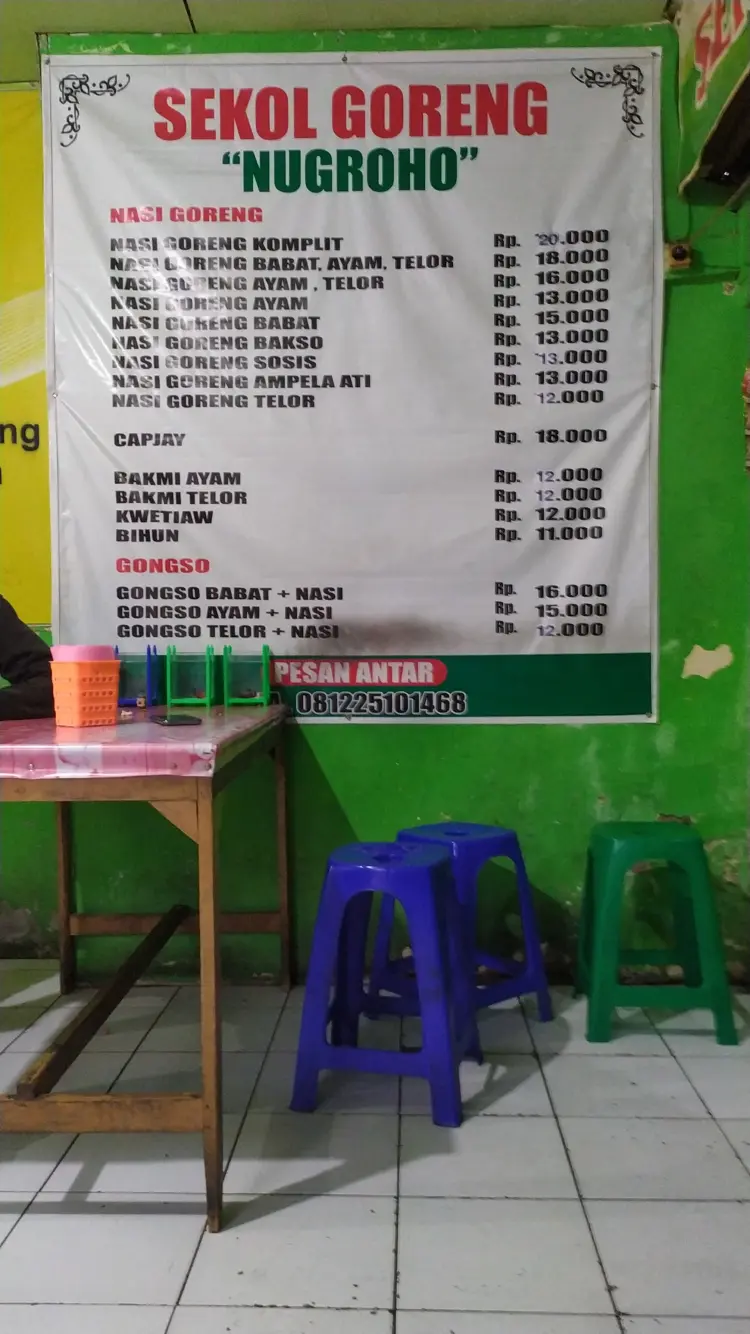 SEKOL GORENG
“NUGROHO”
NASI GORENG
NASI GORENG KOMPLIT Rp. 20.000
NASI GORENG BABAT, AYAM, TELOR Rp. 18.000
NASI GORENG AYAM , TELOR Rp. 16.000
NASI GORENG AYAM Rp. 13.000
NASI GORENG BABAT Rp. 15.000
NASI GORENG BAKSO Rp. 13.000
NASI GORENG SOSIS Rp. 13.000
NASI GORENG AMPELA ATI Rp. 13.000
NASI GORENG TELOR Rp. 12.000
CAPJAY Rp. 18.000
BAKMI AYAM Rp. 12.000
BAKMI TELOR Rp. 12.000
KWETIAW Rp. 12.000
BIHUN Rp. 11.000
GONGSO
GONGSO BABAT + NASI Rp. 16.000
GONGSO AYAM + NASI Rp. 15.000
GONGSO TELOR + NASI Rp. 12.000
PESAN ANTAR
081225101468
ng